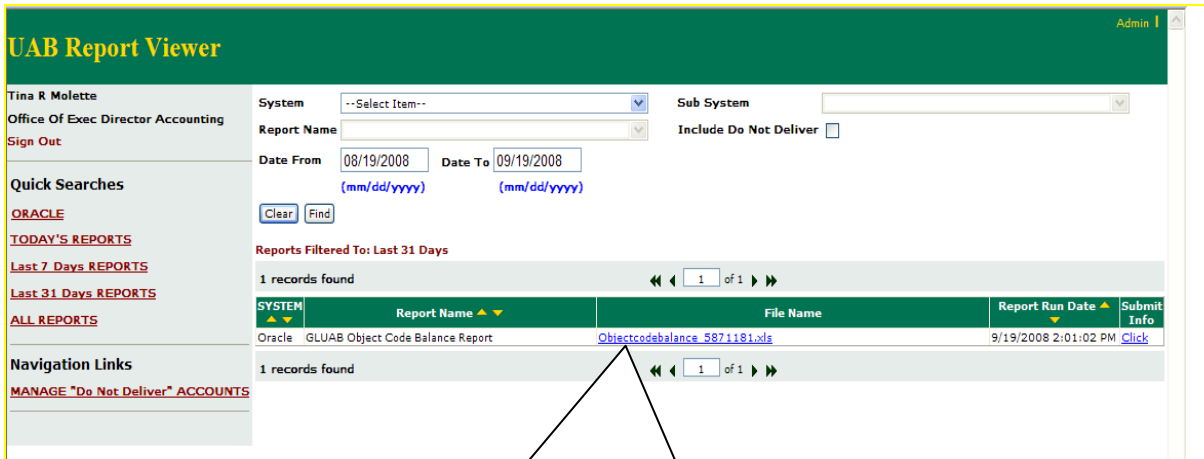 Admin |
UAB Report Viewer
Tina R Molette
Office Of Exec Director Accounting
Sign Out
Quick Searches
ORACLE
TODAY'S REPORTS
Last 7 Days REPORTS
Last 31 Days REPORTS
ALL REPORTS
Navigation Links
MANAGE "Do Not Deliver" ACCOUNTS
System --Select Item-- Sub System
Report Name Include Do Not Deliver
Date From 08/19/2008 Date To 09/19/2008
(mm/dd/yyyy) (mm/dd/yyyy)
Clear Find
Reports Filtered To: Last 31 Days
1 records found 1 of 1
SYSTEM Report Name File Name Report Run Date Submit Info
Oracle GLUAB Object Code Balance Report Objectcodebalance_5871181.xls 9/19/2008 2:01:02 PM Click
1 records found 1 of 1